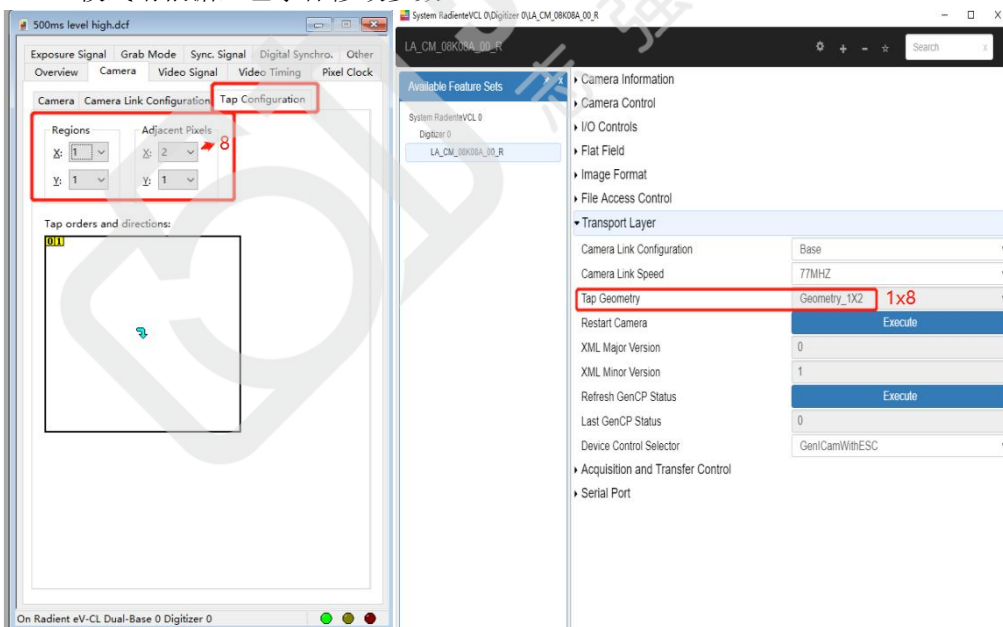 500ms level high.dcf
Exposure Signal Grab Mode Sync. Signal Digital Synchro. Other
Overview Camera Video Signal Video Timing Pixel Clock
Camera Camera Link Configuration Tap Configuration
Regions Adjacent Pixels
X: 1 X: 2 8
Y: 1 Y: 1
Tap orders and directions:
0 1
On Radient eV-CL Dual-Base 0 Digitizer 0
System RadienteVCL 0\Digitizer 0\LA_CM_08K08A_00_R
LA_CM_08K08A_00_R
Search
x
Available Feature Sets
x
System RadienteVCL 0
Digitizer 0
LA_CM_08K08A_00_R
Camera Information
Camera Control
I/O Controls
Flat Field
Image Format
File Access Control
Transport Layer
Camera Link Configuration Base
Camera Link Speed 77MHZ
Tap Geometry Geometry_1X2 1x8
Restart Camera Execute
XML Major Version 0
XML Minor Version 1
Refresh GenCP Status Execute
Last GenCP Status 0
Device Control Selector GenICamWithESC
Acquisition and Transfer Control
Serial Port
志强